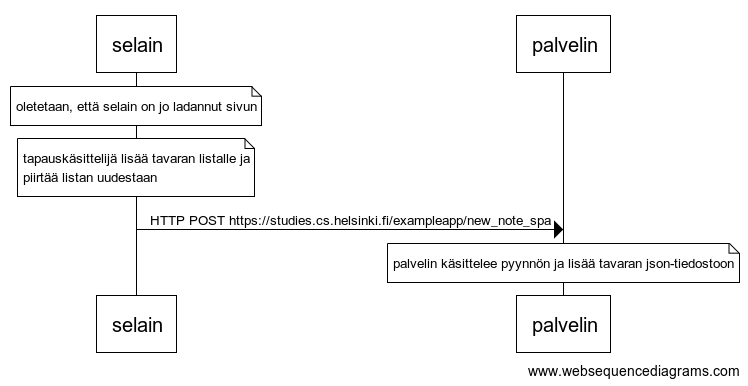 selain
palvelin
oletetaan, että selain on jo ladannut sivun
tapauskäsittelijä lisää tavaran listalle ja
piirtää listan uudestaan
HTTP POST https://studies.cs.helsinki.fi/exampleapp/new_note_spa
palvelin käsittelee pyynnön ja lisää tavaran json-tiedostoon
selain
palvelin
www.websequencediagrams.com